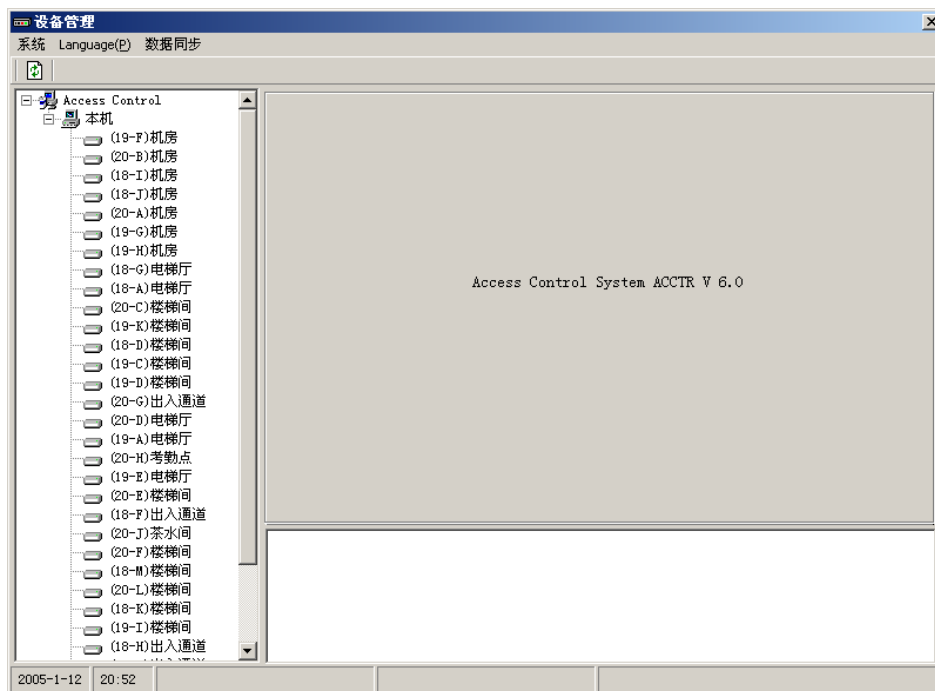 设备管理
系统 Language(P) 数据同步
Access Control
本机
(19-F)机房
(20-B)机房
(18-I)机房
(18-J)机房
(20-A)机房
(19-G)机房
(19-H)机房
(18-G)电梯厅
(18-A)电梯厅
(20-C)楼梯间
(19-K)楼梯间
(18-D)楼梯间
(19-C)楼梯间
(19-D)楼梯间
(20-G)出入通道
(20-D)电梯厅
(19-A)电梯厅
(20-H)考勤点
(19-E)电梯厅
(20-E)楼梯间
(18-F)出入通道
(20-J)茶水间
(20-F)楼梯间
(18-M)楼梯间
(20-L)楼梯间
(18-K)楼梯间
(19-I)楼梯间
(18-H)出入通道
Access Control System ACCTR V 6.0
2005-1-12 20:52